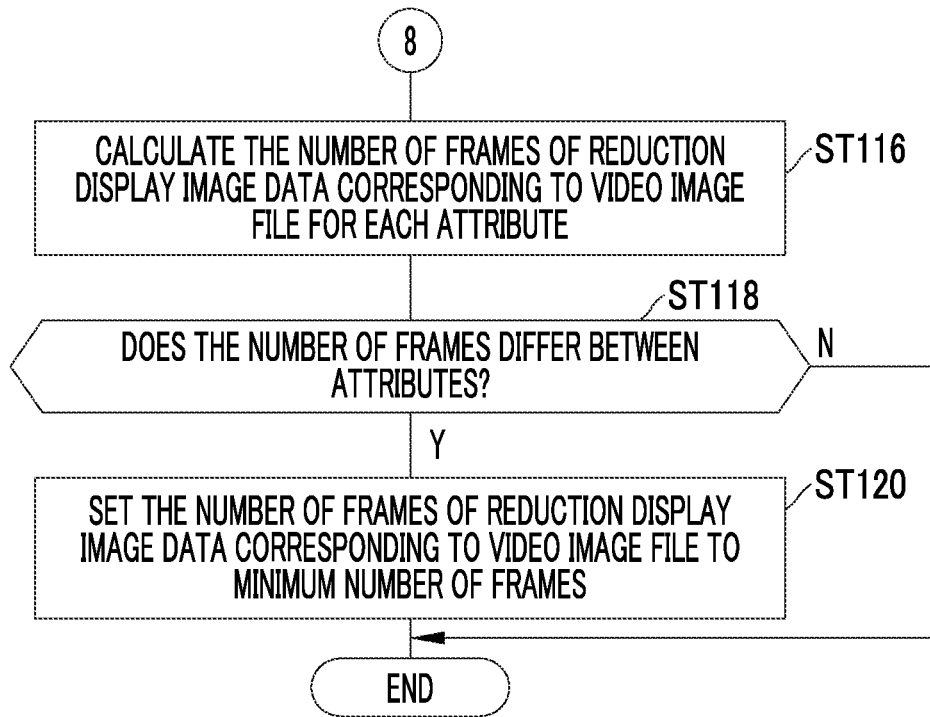 8
CALCULATE THE NUMBER OF FRAMES OF REDUCTION
DISPLAY IMAGE DATA CORRESPONDING TO VIDEO IMAGE
FILE FOR EACH ATTRIBUTE
ST116
ST118
DOES THE NUMBER OF FRAMES DIFFER BETWEEN
ATTRIBUTES?
N
Y
SET THE NUMBER OF FRAMES OF REDUCTION DISPLAY
IMAGE DATA CORRESPONDING TO VIDEO IMAGE FILE TO
MINIMUM NUMBER OF FRAMES
ST120
END